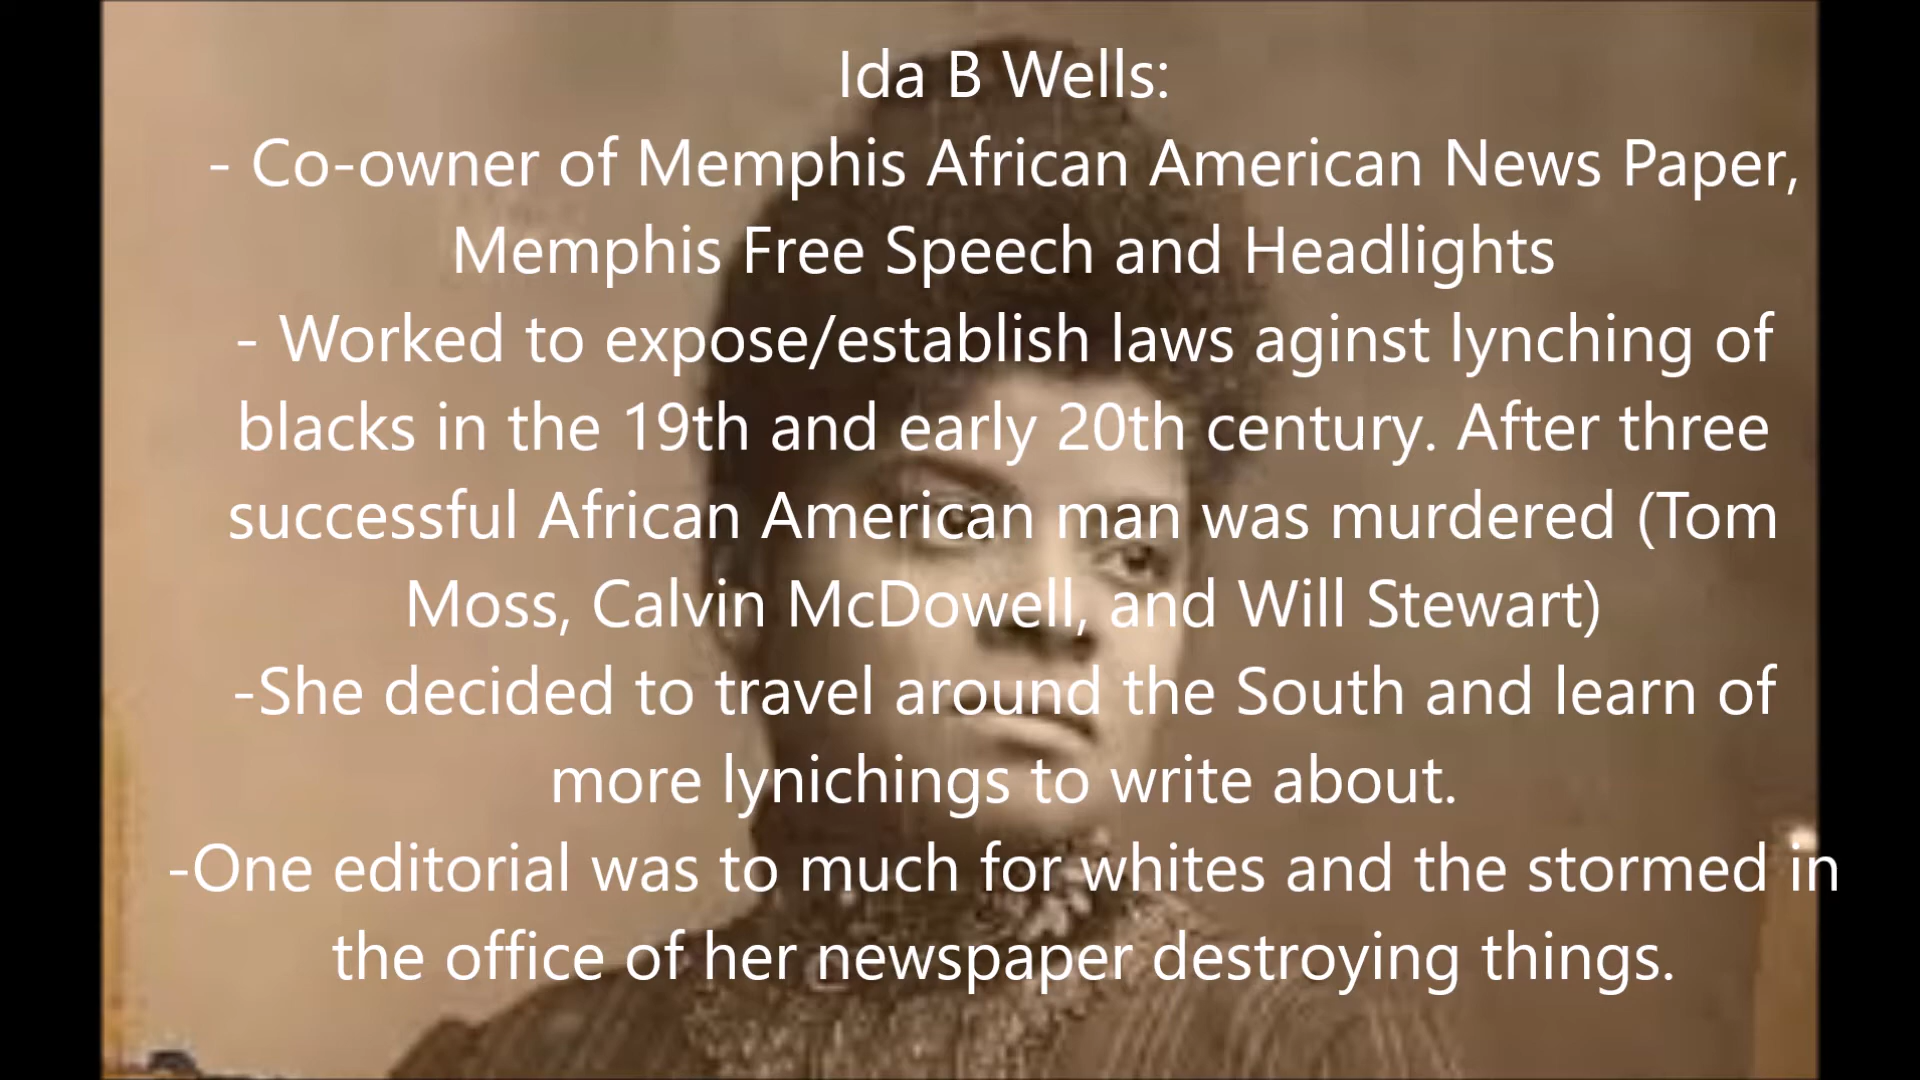 Ida B Wells:
- Co-owner of Memphis African American News Paper,
Memphis Free Speech and Headlights
- Worked to expose/establish laws aginst lynching of
blacks in the 19th and early 20th century. After three
successful African American man was murdered (Tom
Moss, Calvin McDowell, and Will Stewart)
-She decided to travel around the South and learn of
more lynichings to write about.
-One editorial was to much for whites and the stormed in
the office of her newspaper destroying things.